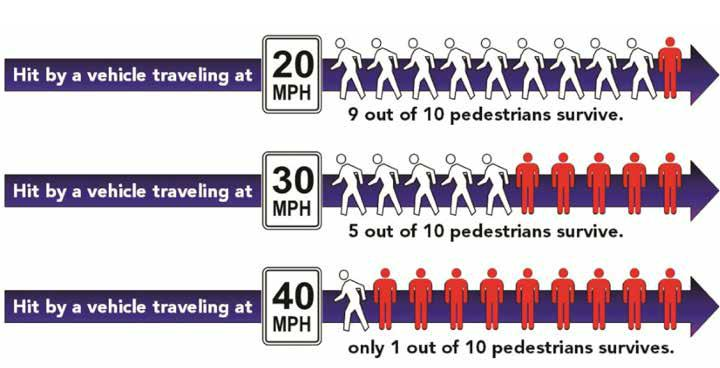 Hit by a vehicle traveling at
20
MPH
9 out of 10 pedestrians survive.
Hit by a vehicle traveling at
30
MPH
5 out of 10 pedestrians survive.
Hit by a vehicle traveling at
40
MPH
only 1 out of 10 pedestrians survives.